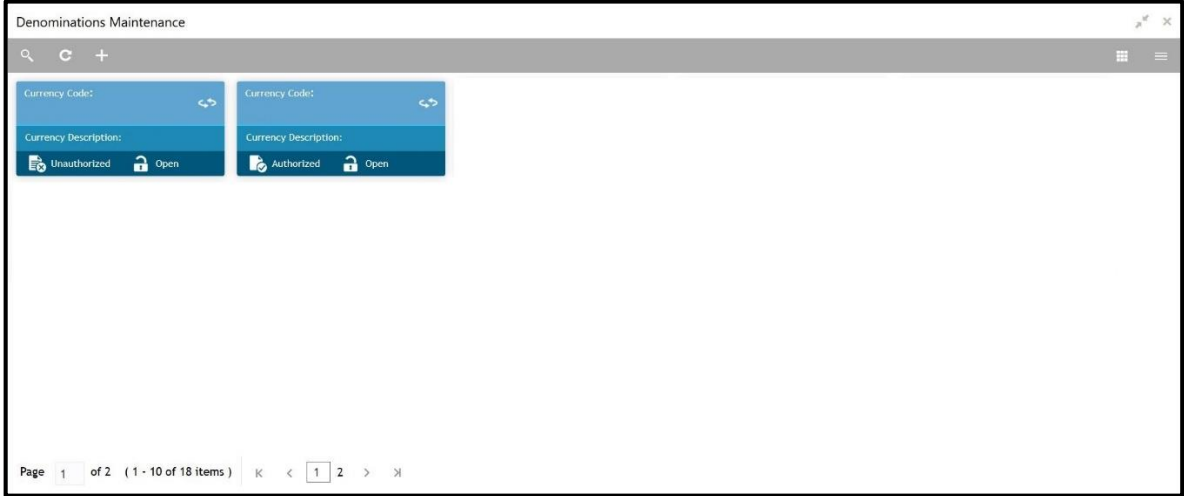 Denominations Maintenance
Currency Code:
Currency Description:
Unauthorized Open
Currency Code:
Currency Description:
Authorized Open
Page 1 of 2 ( 1 - 10 of 18 items ) 1 2